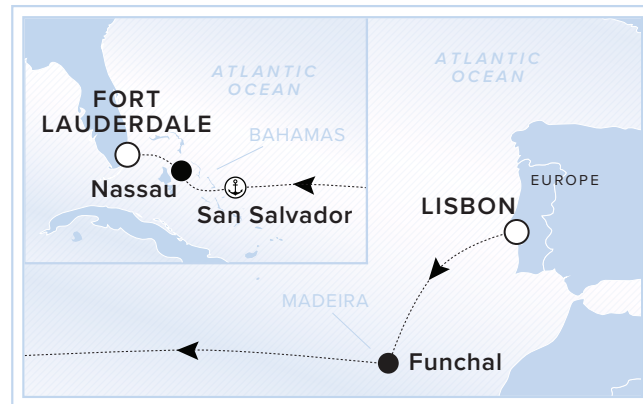 ATLANTIC
OCEAN
FORT
LAUDERDALE
BAHAMAS
Nassau
San Salvador
ATLANTIC
OCEAN
EUROPE
LISBON
MADEIRA
Funchal